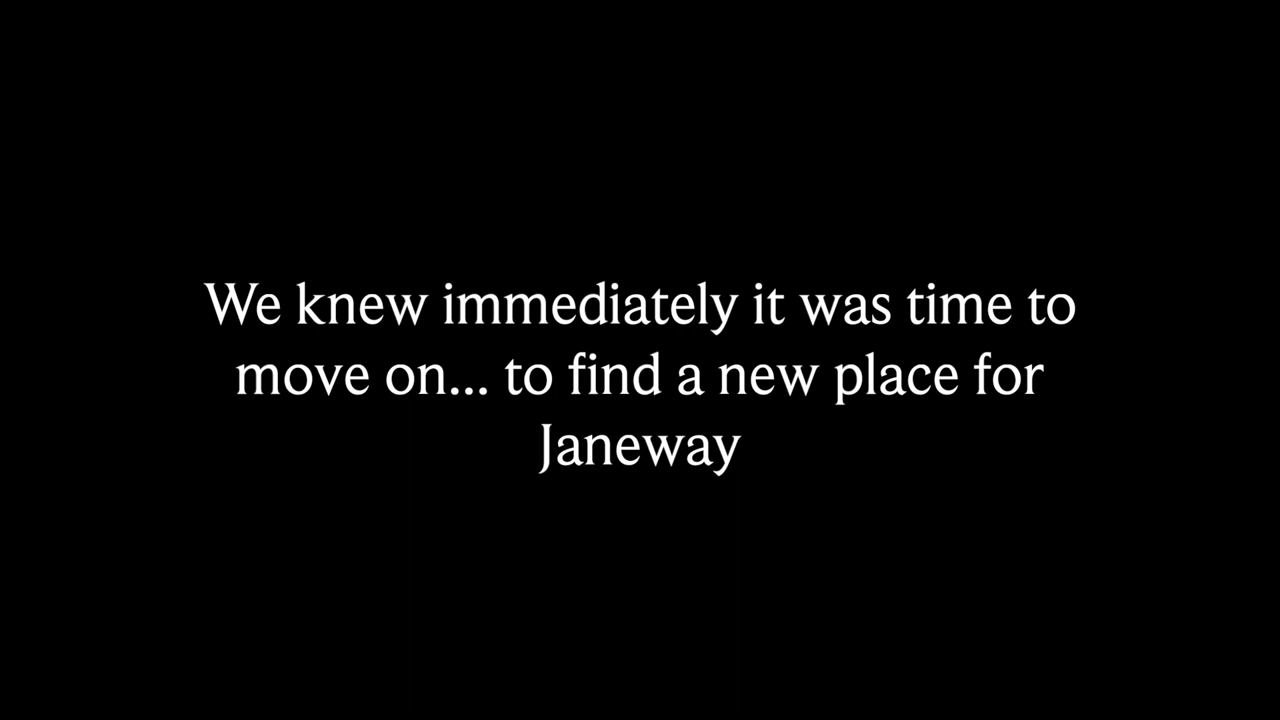 We knew immediately it was time to
move on... to find a new place for
Janeway